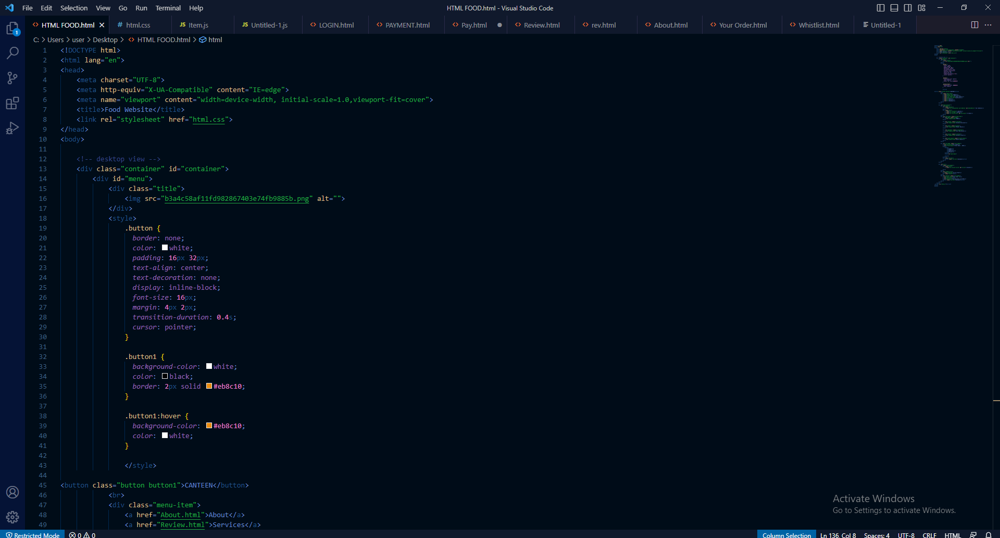 File Edit Selection View Go Run Terminal Help HTML FOOD.html - Visual Studio Code
HTML FOOD.html # html.css JS Item.js JS Untitled-1.js LOGIN.html PAYMENT.html Pay.html Review.html rev.html About.html Your Order.html Whistlist.html Untitled-1
1
C: > Users > user > Desktop > HTML FOOD.html > html
1 <!DOCTYPE html>
2 <html lang="en">
3 <head>
4 <meta charset="UTF-8">
5 <meta http-equiv="X-UA-Compatible" content="IE=edge">
6 <meta name="viewport" content="width=device-width, initial-scale=1.0,viewport-fit=cover">
7 <title>Food Website</title>
8 <link rel="stylesheet" href="html.css">
9 </head>
10 <body>
11
12 <!-- desktop view -->
13 <div class="container" id="container">
14 <div id="menu">
15 <div class="title">
16 <img src="b3a4c58af11fd982867403e74fb9885b.png" alt="">
17 </div>
18 <style>
19 .button {
20 border: none;
21 color: white;
22 padding: 16px 32px;
23 text-align: center;
24 text-decoration: none;
25 display: inline-block;
26 font-size: 16px;
27 margin: 4px 2px;
28 transition-duration: 0.4s;
29 cursor: pointer;
30 }
31
32 .button1 {
33 background-color: white;
34 color: black;
35 border: 2px solid #eb8c10;
36 }
37
38 .button1:hover {
39 background-color: #eb8c10;
40 color: white;
41 }
42
43 </style>
44
45 <button class="button button1">CANTEEN</button>
46 <br>
47 <div class="menu-item">
48 <a href="About.html">About</a>
49 <a href="Review.html">Services</a>
Activate Windows
Go to Settings to activate Windows.
Restricted Mode 0 0 Column Selection Ln 136, Col 8 Spaces: 4 UTF-8 CRLF HTML